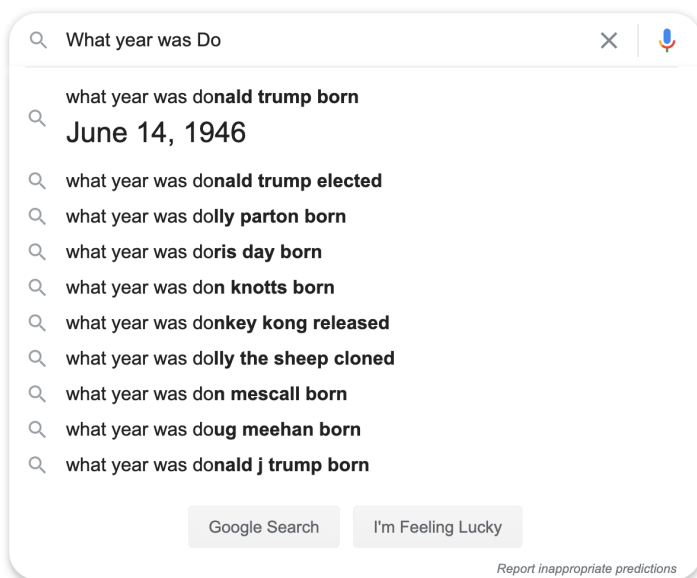 What year was Do
what year was donald trump born
June 14, 1946
what year was donald trump elected
what year was dolly parton born
what year was doris day born
what year was don knotts born
what year was donkey kong released
what year was dolly the sheep cloned
what year was don mescall born
what year was doug meehan born
what year was donald j trump born
Google Search I'm Feeling Lucky
Report inappropriate predictions